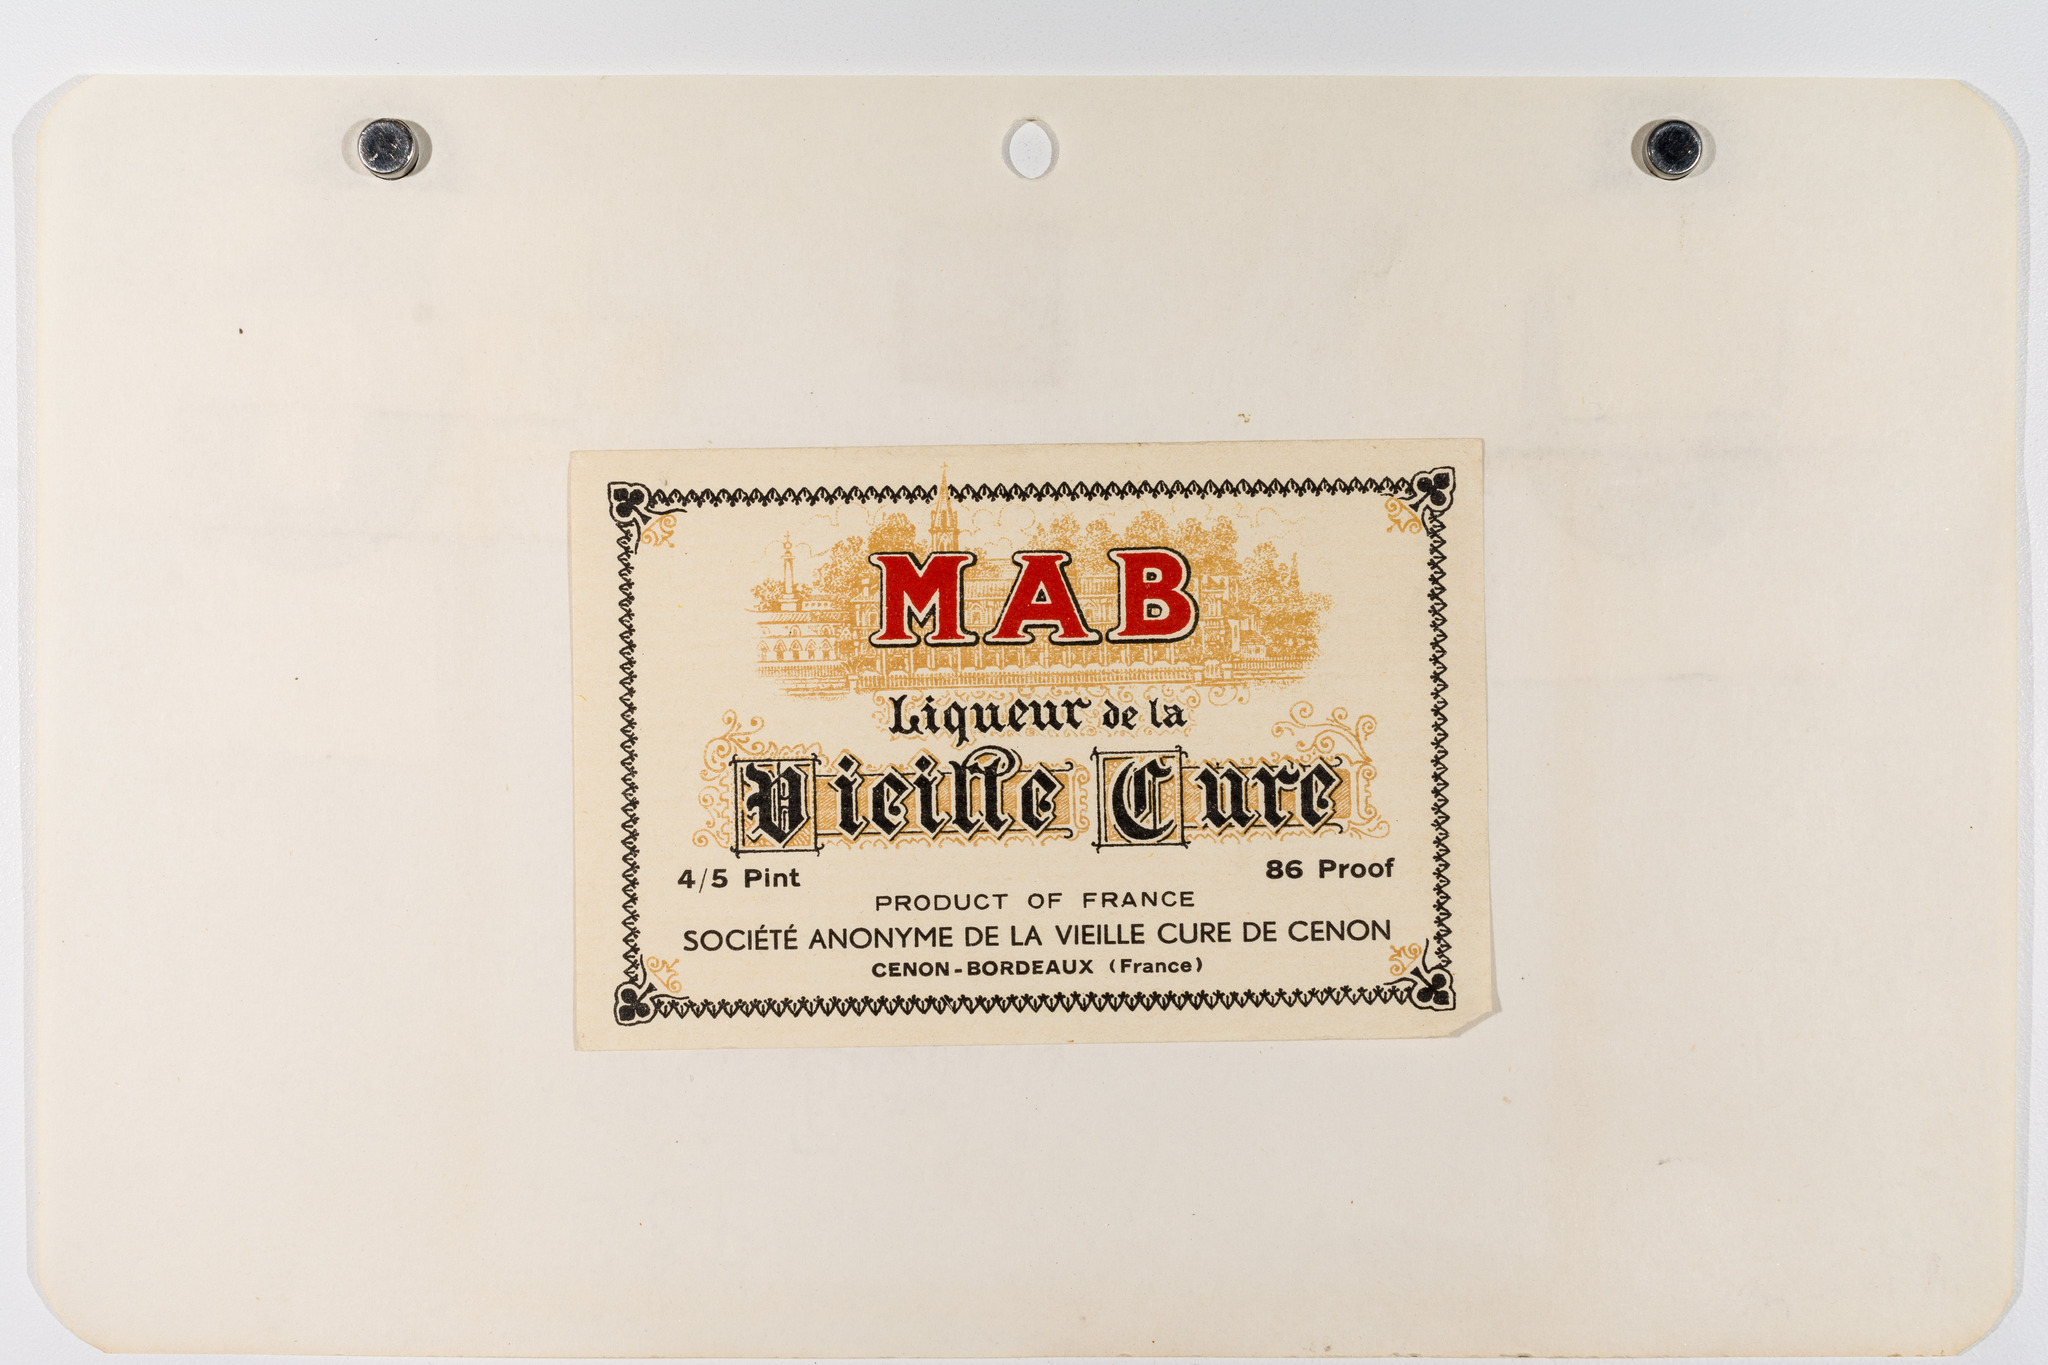 MAB
Liqueur de la
Vieille Cure
4/5 Pint
86 Proof
PRODUCT OF FRANCE
SOCIÉTÉ ANONYME DE LA VIEILLE CURE DE CENON
CENON-BORDEAUX (France)